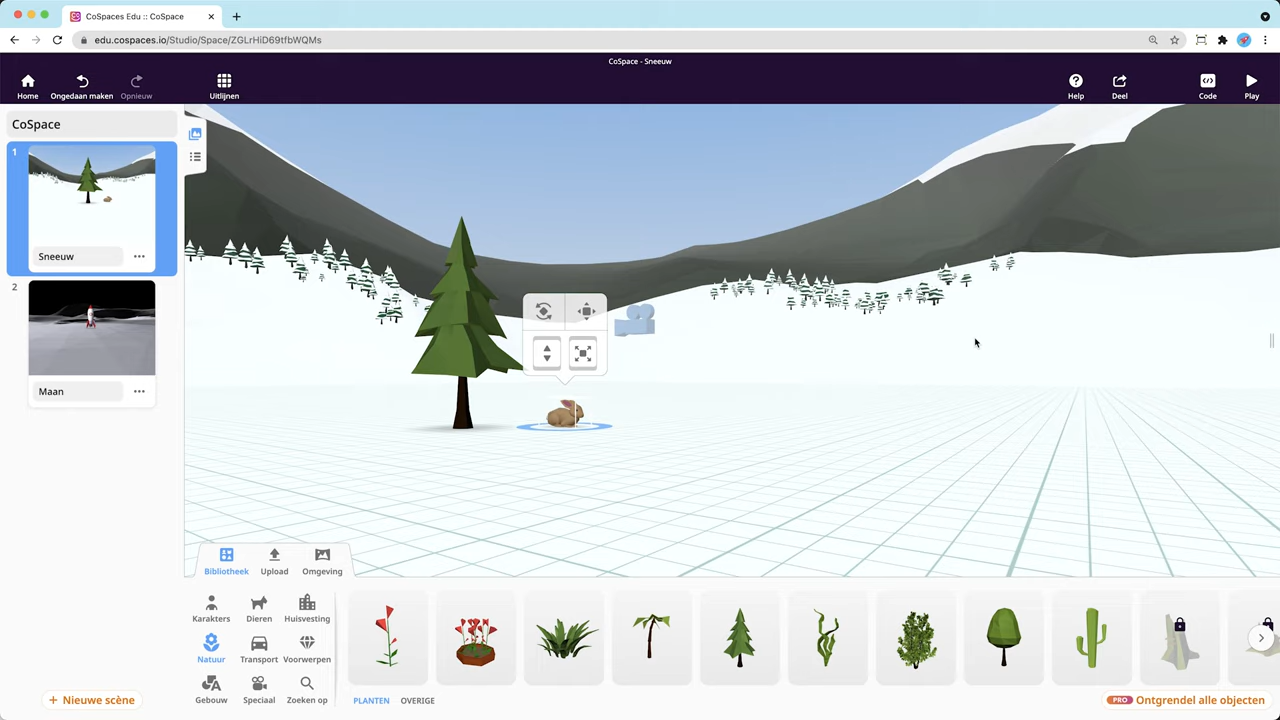 CoSpaces Edu :: CoSpace
edu.cospaces.io/Studio/Space/ZGLrHiD69tfbWQMs
CoSpace - Sneeuw
Home
Ongedaan maken
Opnieuw
Uitlijnen
Help
Deel
Code
Play
CoSpace
1
Sneeuw
2
Maan
Bibliotheek
Upload
Omgeving
Karakters
Dieren
Huisvesting
Natuur
Transport
Voorwerpen
Gebouw
Speciaal
Zoeken op
PLANTEN
OVERIGE
+ Nieuwe scène
PRO Ontgrendel alle objecten